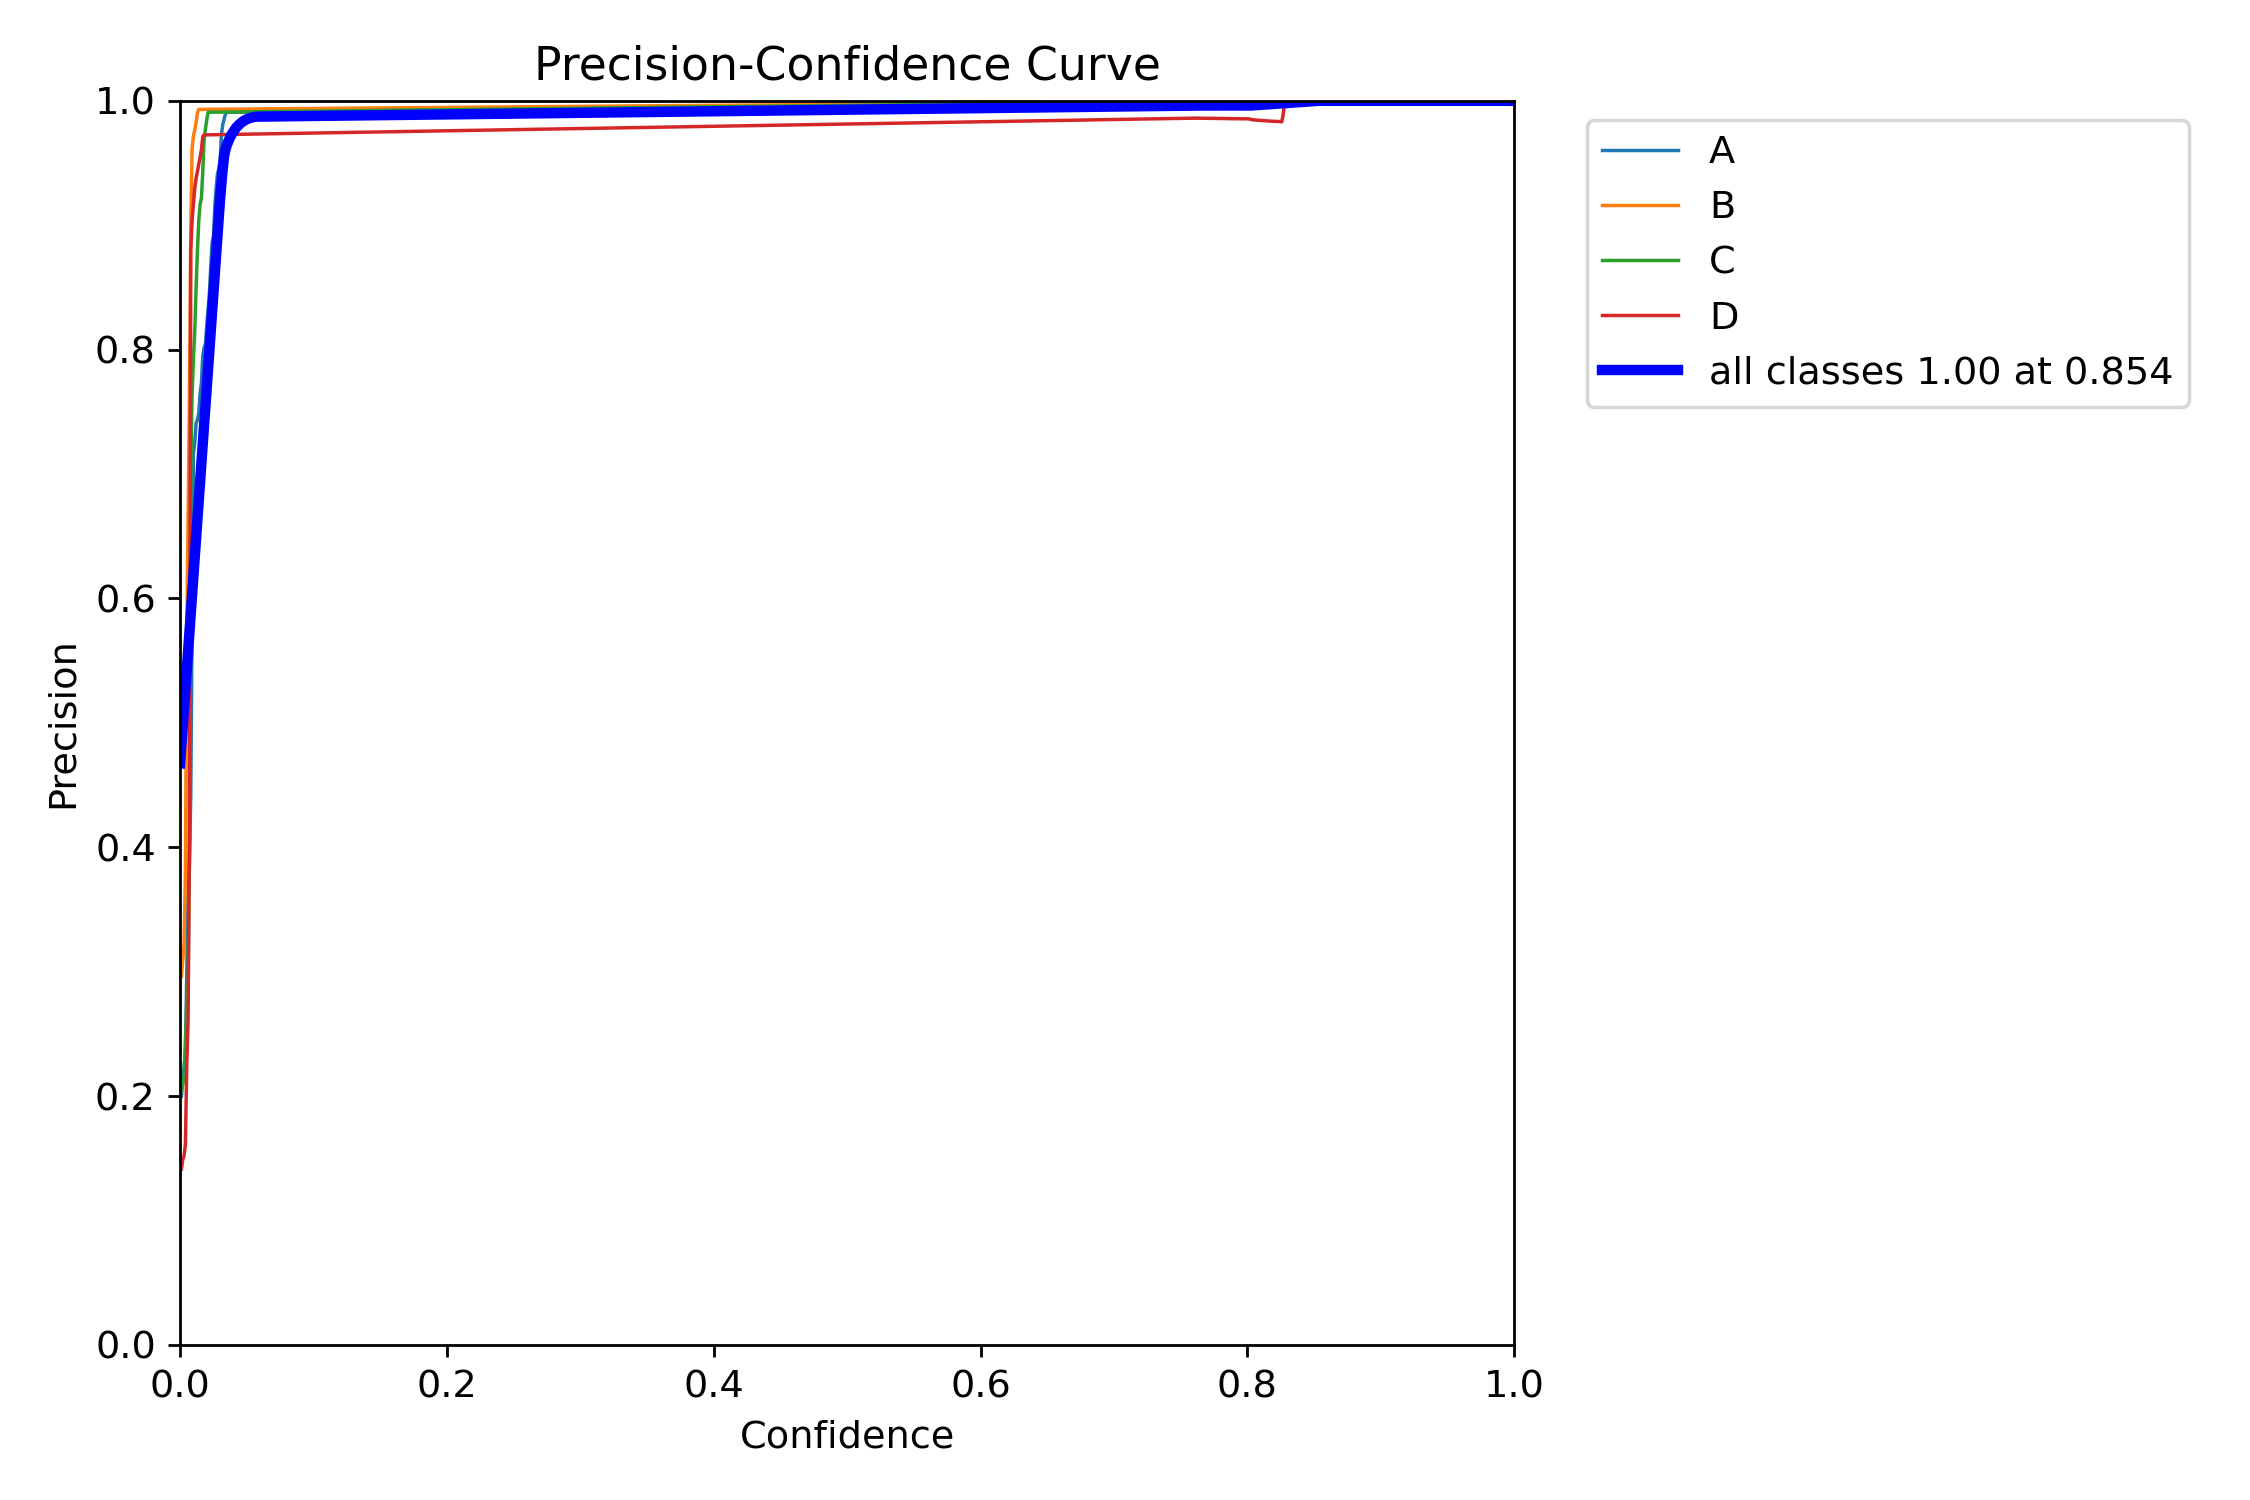 Precision-Confidence Curve
1.0
0.8
0.6
0.4
0.2
0.0
Precision
0.0 0.2 0.4 0.6 0.8 1.0
Confidence
A
B
C
D
all classes 1.00 at 0.854